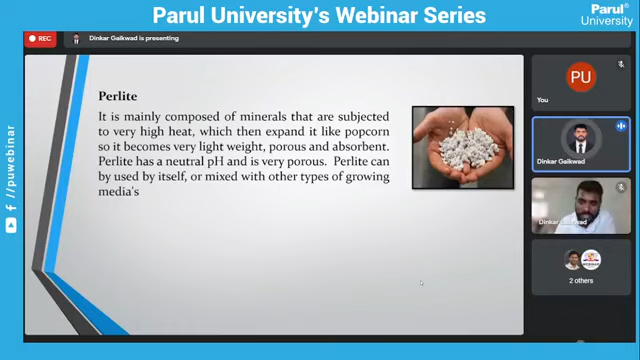 Parul University's Webinar Series
Parul®
University
REC
Dinkar Gaikwad is presenting
Perlite
It is mainly composed of minerals that are subjected
to very high heat, which then expand it like popcorn
so it becomes very light weight, porous and absorbent.
Perlite has a neutral pH and is very porous. Perlite can
by used by itself, or mixed with other types of growing
media's
PU
You
Dinkar Gaikwad
Dinkar Gaikwad
WEBINAR
2 others
/puwebinar